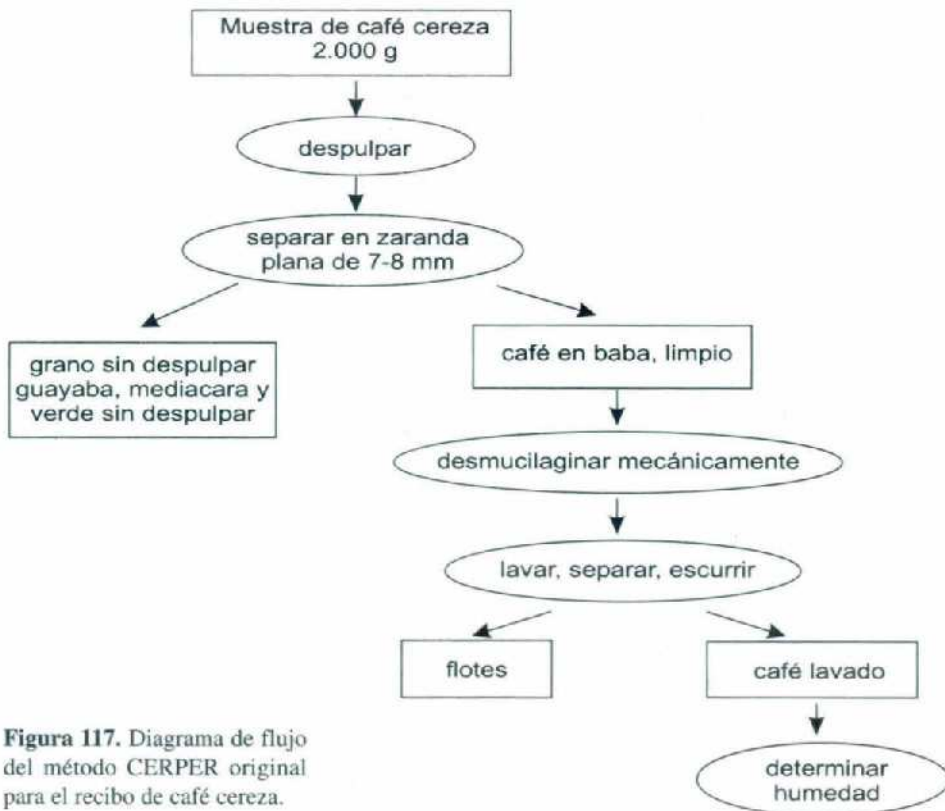 Muestra de café cereza
2.000 g
despulpar
separar en zaranda
plana de 7-8 mm
grano sin despulpar
guayaba, mediacara y
verde sin despulpar
café en baba, limpio
desmucilaginar mecánicamente
lavar, separar, escurrir
flotes
café lavado
determinar
humedad
Figura 117. Diagrama de flujo
del método CERPER original
para el recibo de café cereza.